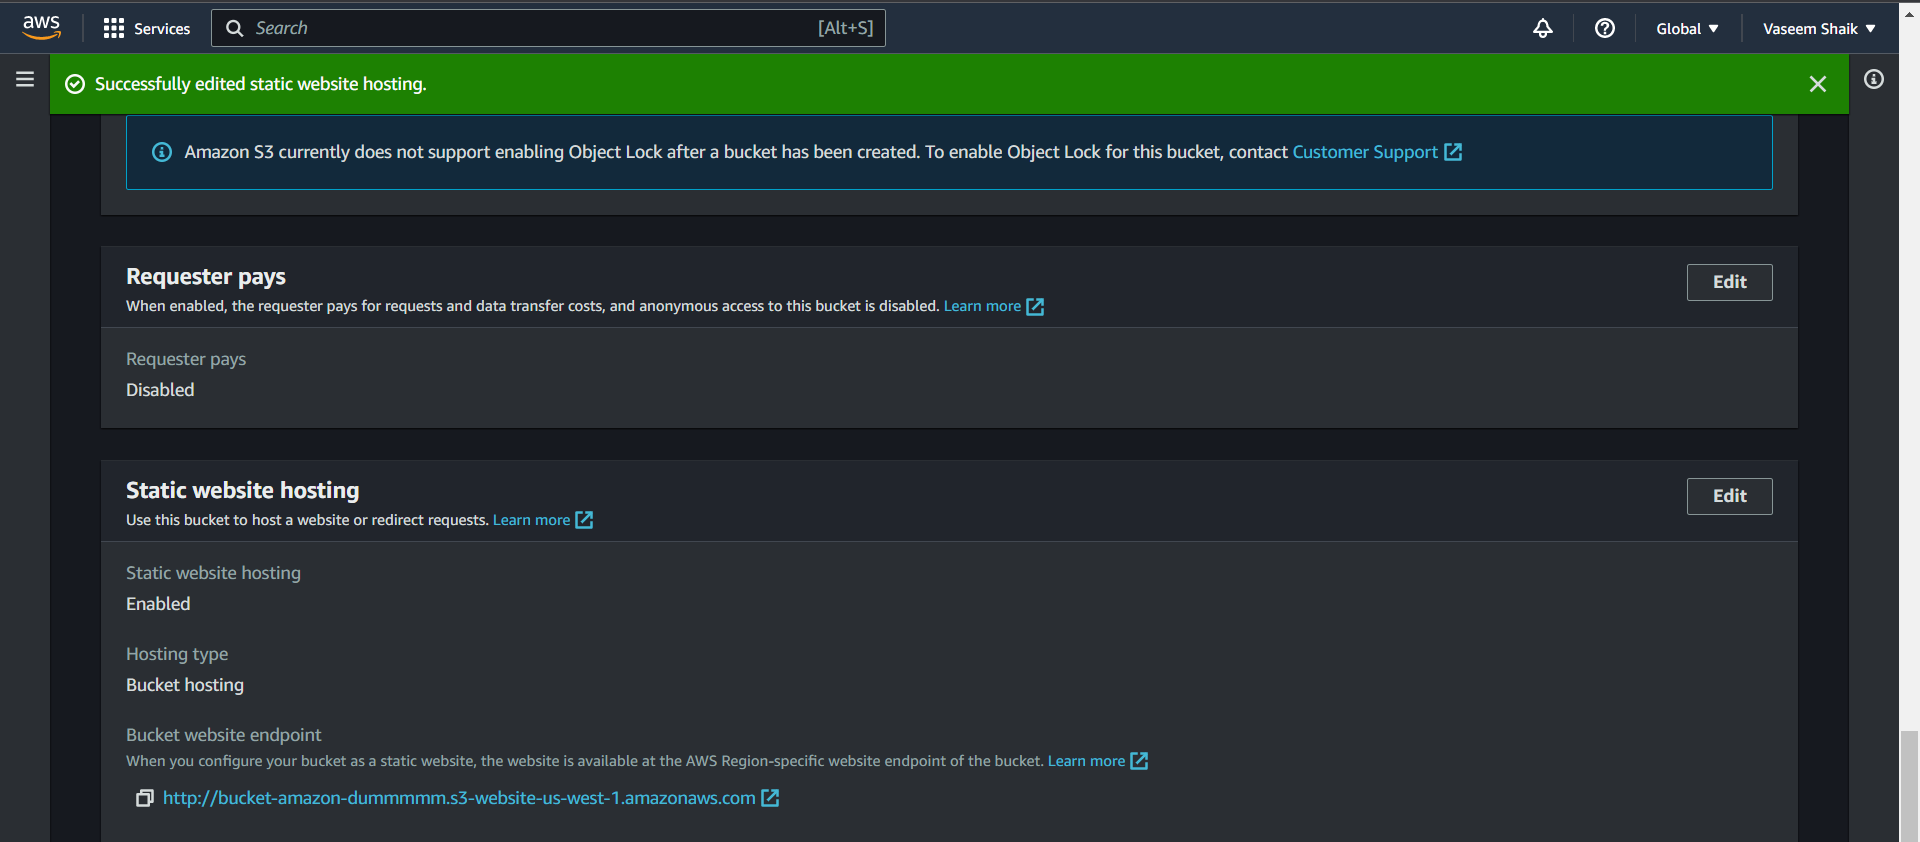 aws
Services
Search
[Alt+S]
Global
Vaseem Shaik
Successfully edited static website hosting.
Amazon S3 currently does not support enabling Object Lock after a bucket has been created. To enable Object Lock for this bucket, contact Customer Support
Requester pays
Edit
When enabled, the requester pays for requests and data transfer costs, and anonymous access to this bucket is disabled. Learn more
Requester pays
Disabled
Static website hosting
Edit
Use this bucket to host a website or redirect requests. Learn more
Static website hosting
Enabled
Hosting type
Bucket hosting
Bucket website endpoint
When you configure your bucket as a static website, the website is available at the AWS Region-specific website endpoint of the bucket. Learn more
http://bucket-amazon-dummmmm.s3-website-us-west-1.amazonaws.com